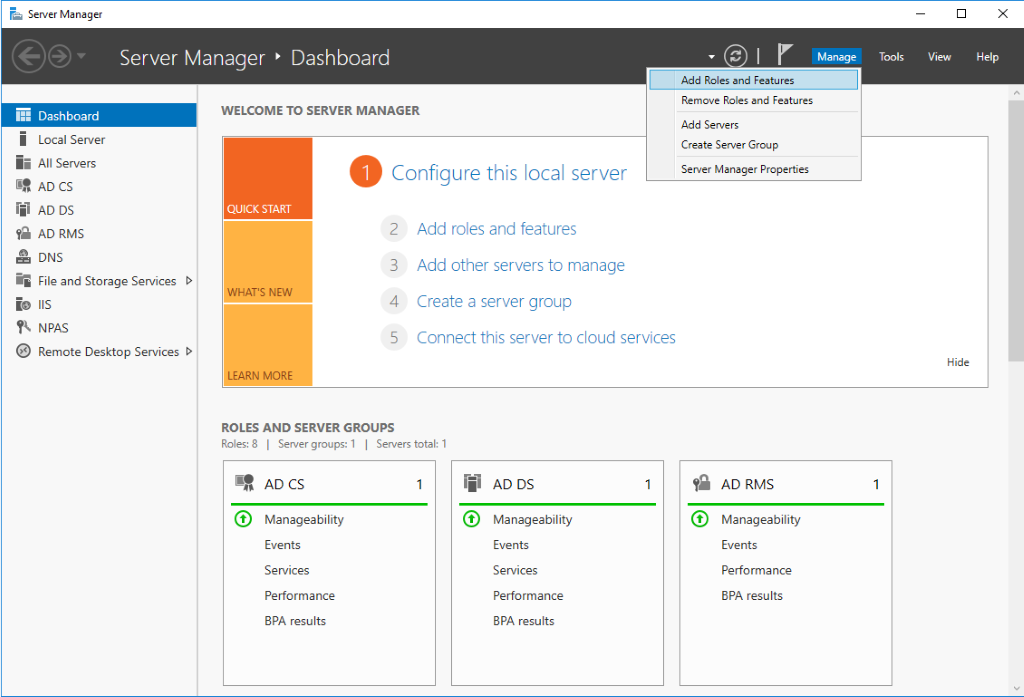 Server Manager
Server Manager ‣ Dashboard
Manage Tools View Help
Add Roles and Features
Remove Roles and Features
Add Servers
Create Server Group
Server Manager Properties
Dashboard
Local Server
All Servers
AD CS
AD DS
AD RMS
DNS
File and Storage Services
IIS
NPAS
Remote Desktop Services
WELCOME TO SERVER MANAGER
QUICK START
WHAT'S NEW
LEARN MORE
1 Configure this local server
2 Add roles and features
3 Add other servers to manage
4 Create a server group
5 Connect this server to cloud services
Hide
ROLES AND SERVER GROUPS
Roles: 8 | Server groups: 1 | Servers total: 1
AD CS 1
Manageability
Events
Services
Performance
BPA results
AD DS 1
Manageability
Events
Services
Performance
BPA results
AD RMS 1
Manageability
Events
Performance
BPA results